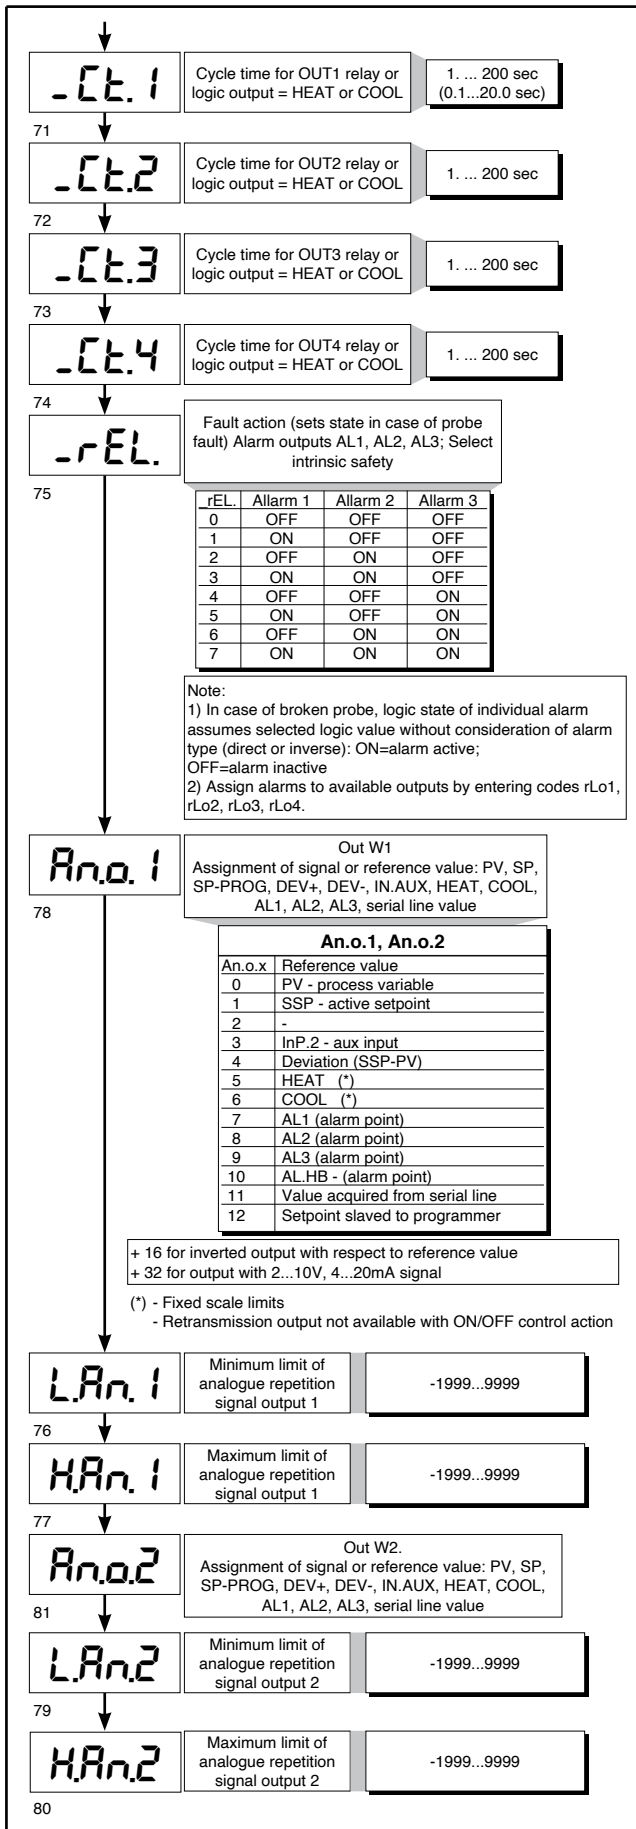 _Ct.1
Cycle time for OUT1 relay or
logic output = HEAT or COOL
1. ... 200 sec
(0.1...20.0 sec)
71
_Ct.2
Cycle time for OUT2 relay or
logic output = HEAT or COOL
1. ... 200 sec
72
_Ct.3
Cycle time for OUT3 relay or
logic output = HEAT or COOL
1. ... 200 sec
73
_Ct.4
Cycle time for OUT4 relay or
logic output = HEAT or COOL
1. ... 200 sec
74
_rEL.
Fault action (sets state in case of probe
fault) Alarm outputs AL1, AL2, AL3; Select
intrinsic safety
75
_rEL. Allarm 1 Allarm 2 Allarm 3
0 OFF OFF OFF
1 ON OFF OFF
2 OFF ON OFF
3 ON ON OFF
4 OFF OFF ON
5 ON OFF ON
6 OFF ON ON
7 ON ON ON
Note:
1) In case of broken probe, logic state of individual alarm
assumes selected logic value without consideration of alarm
type (direct or inverse): ON=alarm active;
OFF=alarm inactive
2) Assign alarms to available outputs by entering codes rLo1,
rLo2, rLo3, rLo4.
An.o.1
Out W1
Assignment of signal or reference value: PV, SP,
SP-PROG, DEV+, DEV-, IN.AUX, HEAT, COOL,
AL1, AL2, AL3, serial line value
78
An.o.1, An.o.2
An.o.x Reference value
0 PV - process variable
1 SSP - active setpoint
2 -
3 InP.2 - aux input
4 Deviation (SSP-PV)
5 HEAT (*)
6 COOL (*)
7 AL1 (alarm point)
8 AL2 (alarm point)
9 AL3 (alarm point)
10 AL.HB - (alarm point)
11 Value acquired from serial line
12 Setpoint slaved to programmer
+ 16 for inverted output with respect to reference value
+ 32 for output with 2...10V, 4...20mA signal
(*) - Fixed scale limits
- Retransmission output not available with ON/OFF control action
L.An.1
Minimum limit of
analogue repetition
signal output 1
-1999...9999
76
H.An.1
Maximum limit of
analogue repetition
signal output 1
-1999...9999
77
An.o.2
Out W2.
Assignment of signal or reference value: PV, SP,
SP-PROG, DEV+, DEV-, IN.AUX, HEAT, COOL,
AL1, AL2, AL3, serial line value
81
L.An.2
Minimum limit of
analogue repetition
signal output 2
-1999...9999
79
H.An.2
Maximum limit of
analogue repetition
signal output 2
-1999...9999
80